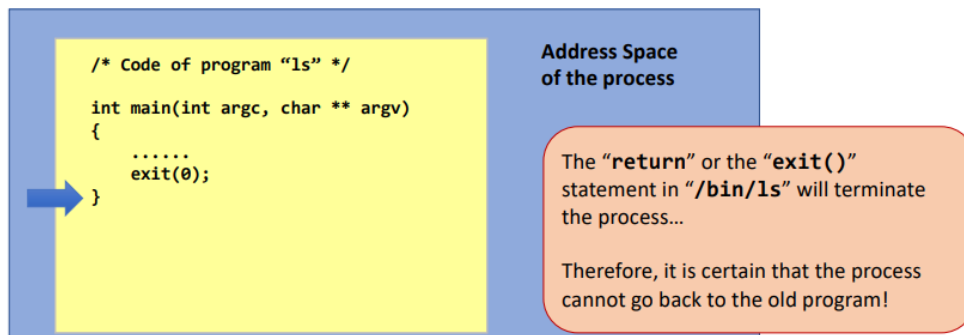 /* Code of program “ls” */
int main(int argc, char ** argv)
{
......
exit(0);
}
Address Space
of the process
The “return” or the “exit()”
statement in “/bin/ls” will terminate
the process…
Therefore, it is certain that the process
cannot go back to the old program!